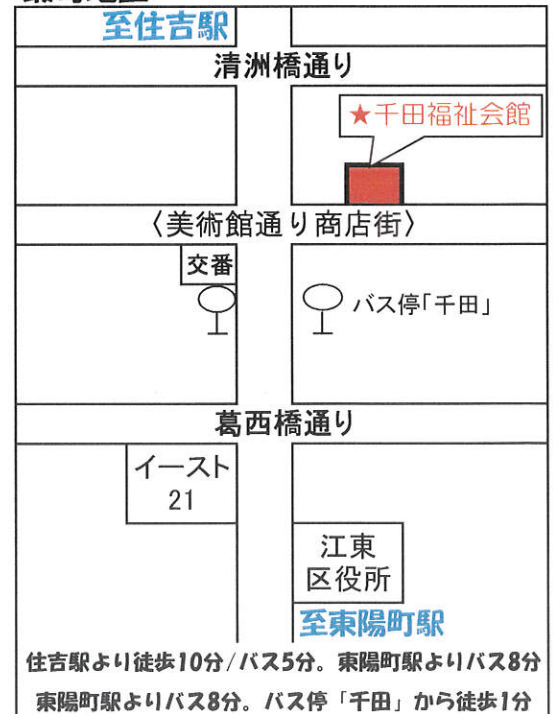 至住吉駅
清洲橋通り
★千田福祉会館
〈美術館通り商店街〉
交番
バス停「千田」
葛西橋通り
イースト
21
江東
区役所
至東陽町駅
住吉駅より徒歩10分/バス5分。東陽町駅よりバス8分
東陽町駅よりバス8分。バス停「千田」から徒歩1分